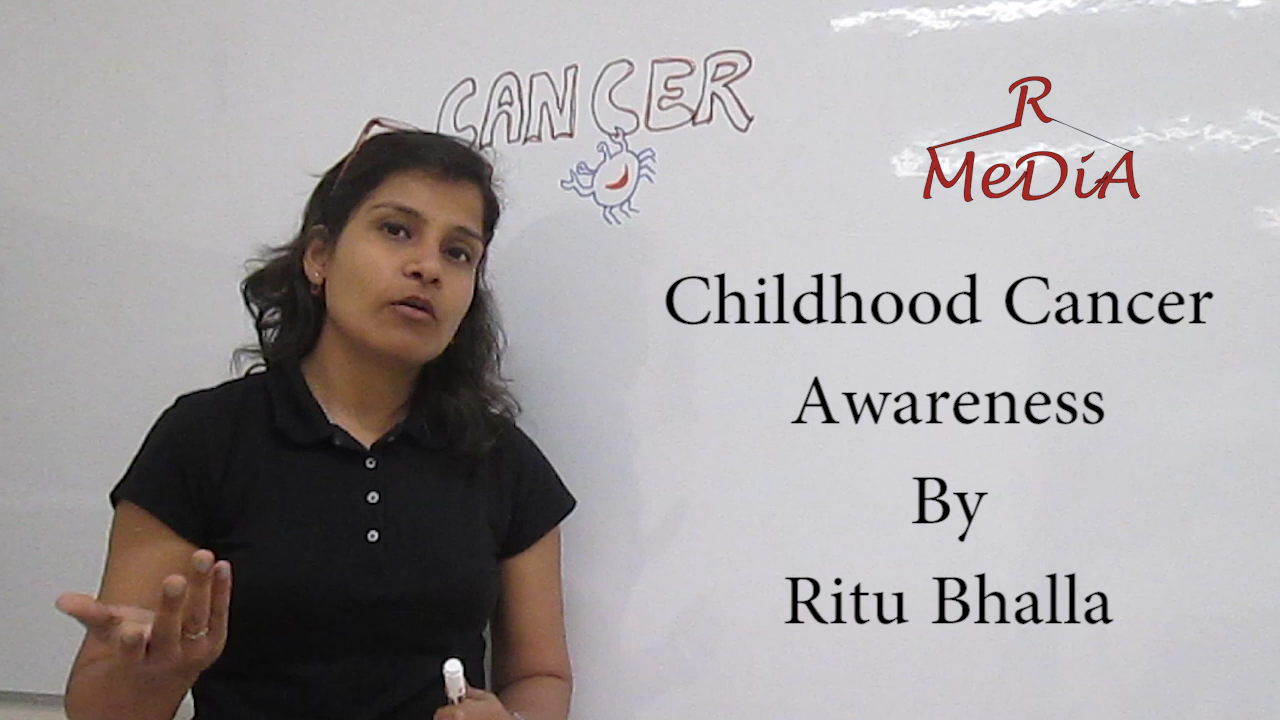 CANCER
R
MeDiA
Childhood Cancer
Awareness
By
Ritu Bhalla